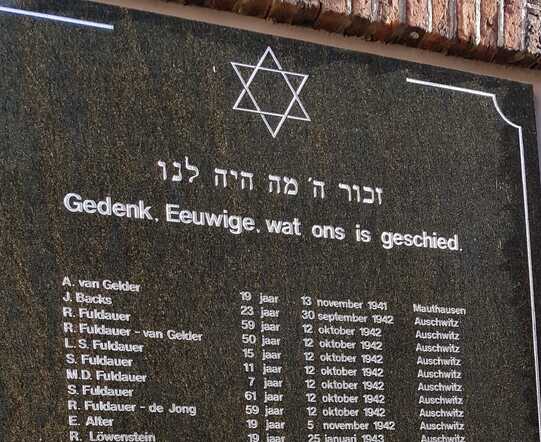 זכור ה׳ מה היה לנו
Gedenk, Eeuwige, wat ons is geschied.
A. van Gelder 19 jaar 13 november 1941 Mauthausen
J. Backs 23 jaar 30 september 1942 Auschwitz
R. Fuldauer 59 jaar 12 oktober 1942 Auschwitz
R. Fuldauer - van Gelder 50 jaar 12 oktober 1942 Auschwitz
L.S. Fuldauer 15 jaar 12 oktober 1942 Auschwitz
S. Fuldauer 11 jaar 12 oktober 1942 Auschwitz
M.D. Fuldauer 7 jaar 12 oktober 1942 Auschwitz
S. Fuldauer 61 jaar 12 oktober 1942 Auschwitz
R. Fuldauer - de Jong 59 jaar 12 oktober 1942 Auschwitz
E. Alter 19 jaar 5 november 1942 Auschwitz
R. Löwenstein 19 jaar 25 januari 1943 Auschwitz